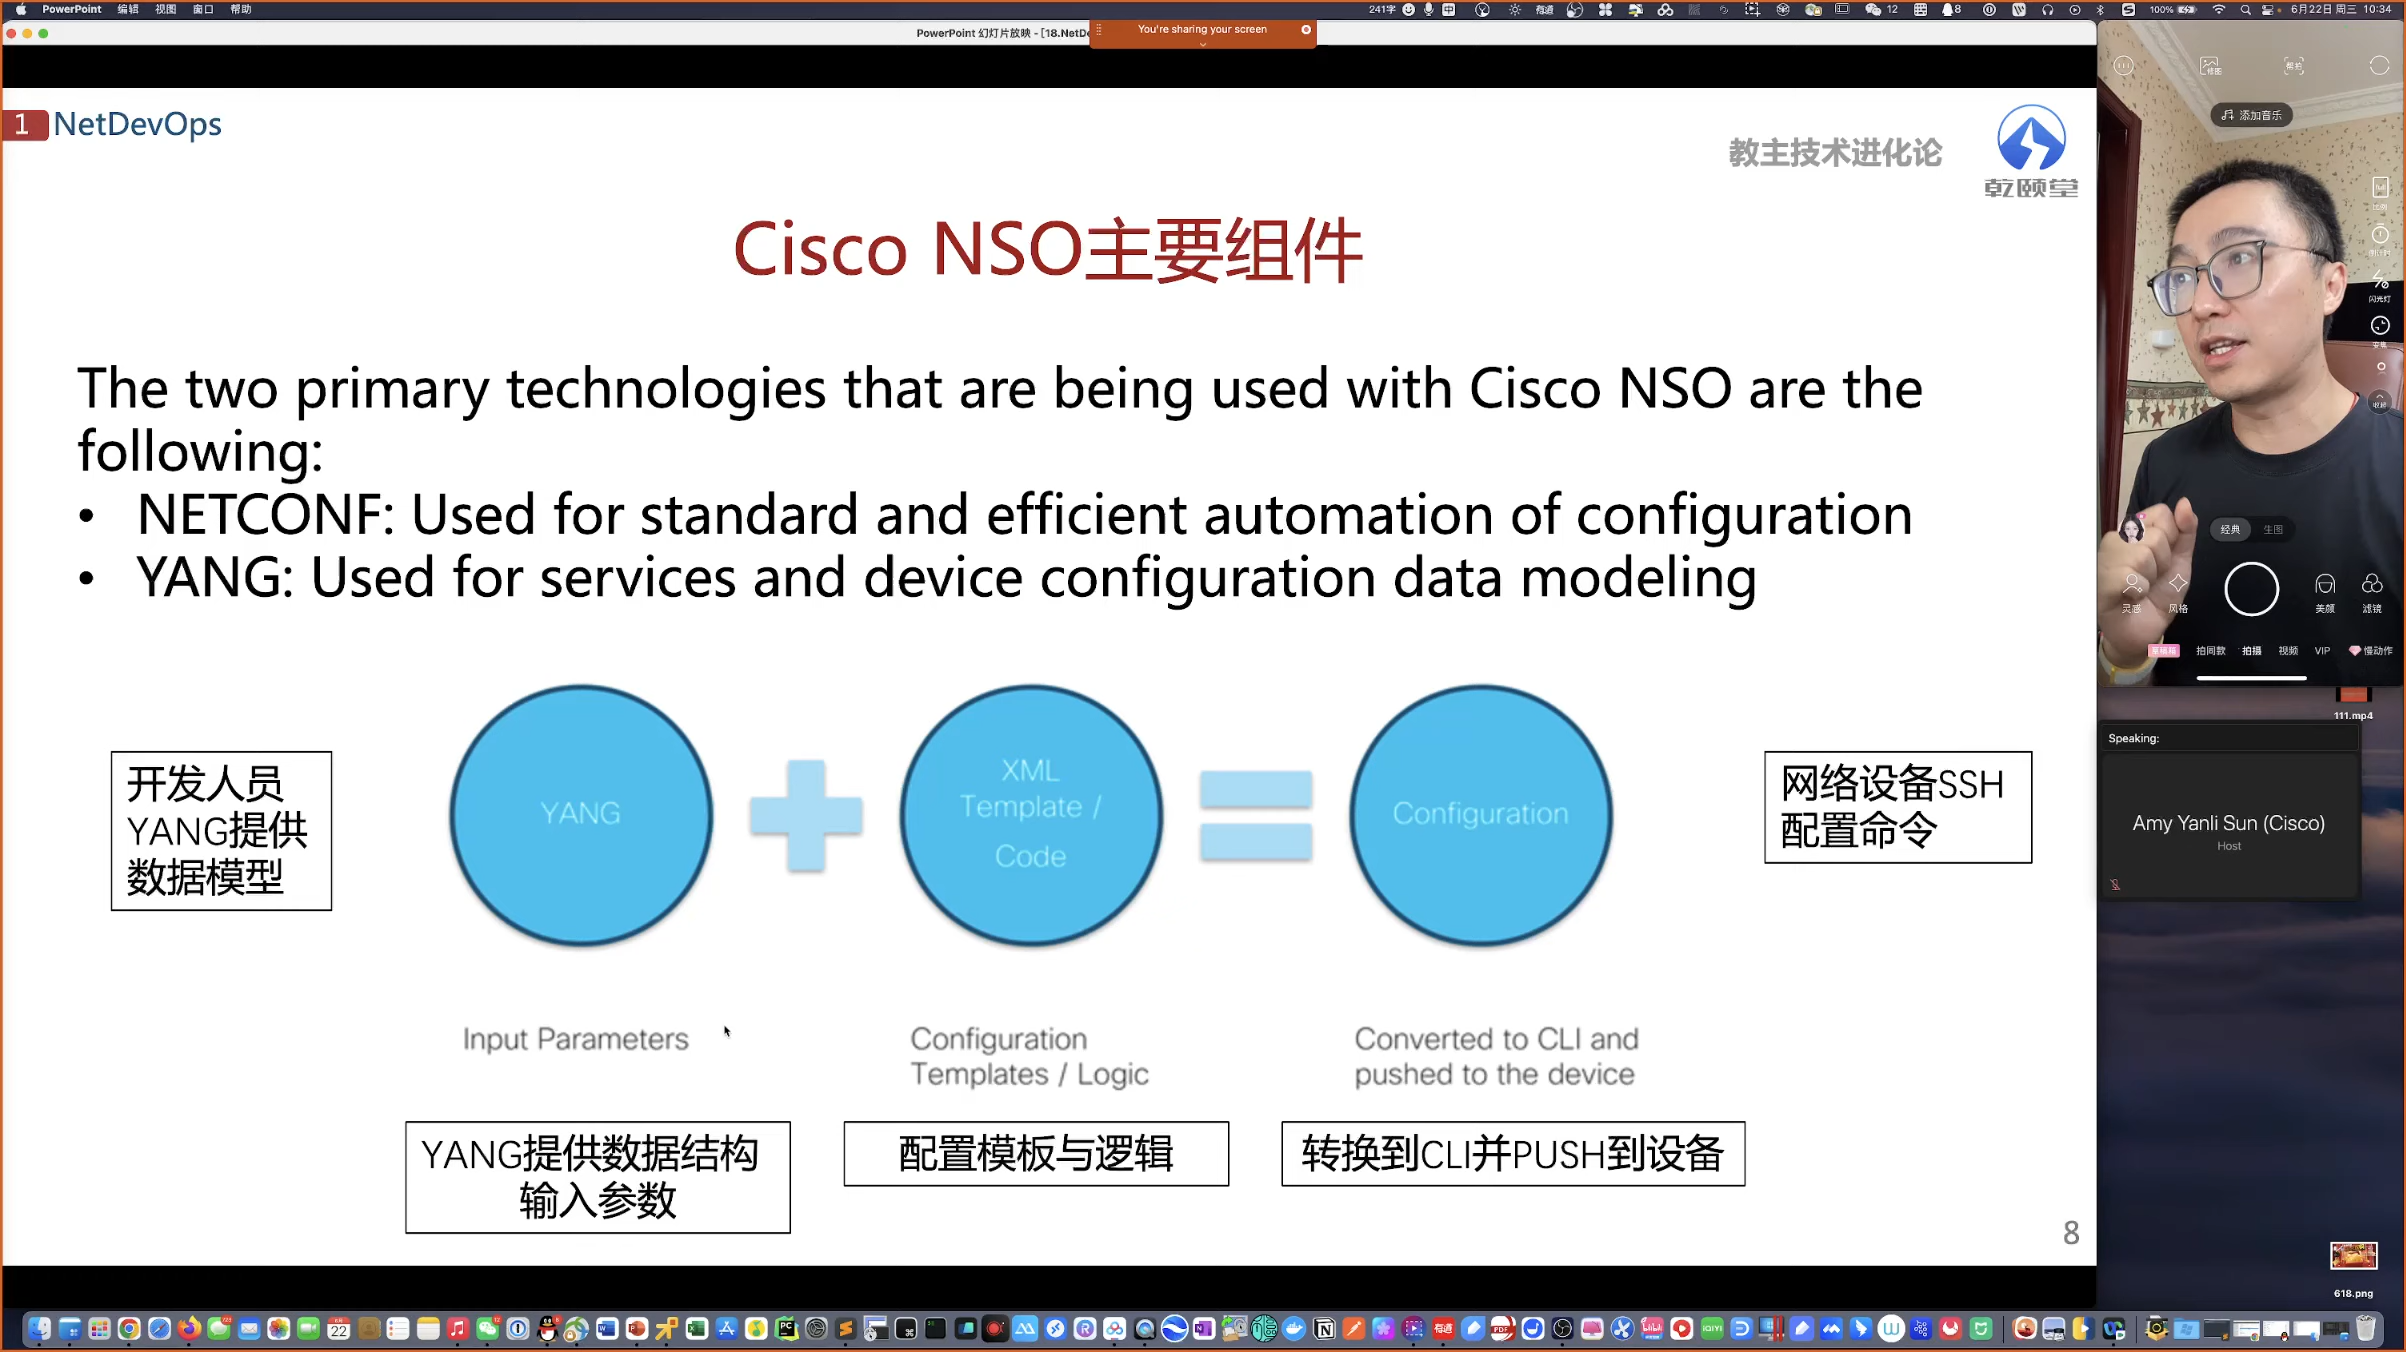 PowerPoint 编辑 视图 窗口 帮助
241字
12
8
100%
6月22日 周三 10:34
PowerPoint 幻灯片放映 - [18.NetDe
You're sharing your screen
1 NetDevOps
教主技术进化论
乾颐堂
Cisco NSO主要组件
The two primary technologies that are being used with Cisco NSO are the
following:
• NETCONF: Used for standard and efficient automation of configuration
• YANG: Used for services and device configuration data modeling
开发人员
YANG提供
数据模型
YANG
XML
Template /
Code
Configuration
网络设备SSH
配置命令
Input Parameters
Configuration
Templates / Logic
Converted to CLI and
pushed to the device
YANG提供数据结构
输入参数
配置模板与逻辑
转换到CLI并PUSH到设备
8
添加音乐
闪光灯
经典 生图
灵感 风格 美颜 滤镜
草稿箱 拍同款 拍摄 视频 VIP 慢动作
111.mp4
Speaking:
Amy Yanli Sun (Cisco)
Host
618.png
22